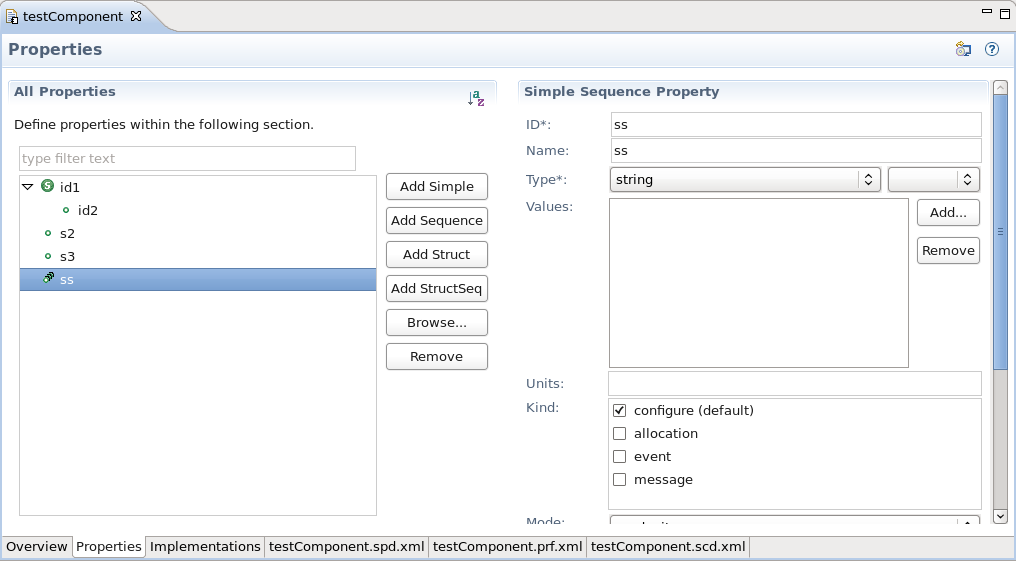 testComponent
Properties
All Properties
Define properties within the following section.
type filter text
id1
id2
s2
s3
ss
Add Simple
Add Sequence
Add Struct
Add StructSeq
Browse...
Remove
Simple Sequence Property
ID*: ss
Name: ss
Type*: string
Values:
Add...
Remove
Units:
Kind:
configure (default)
allocation
event
message
Mode:
Overview Properties Implementations testComponent.spd.xml testComponent.prf.xml testComponent.scd.xml